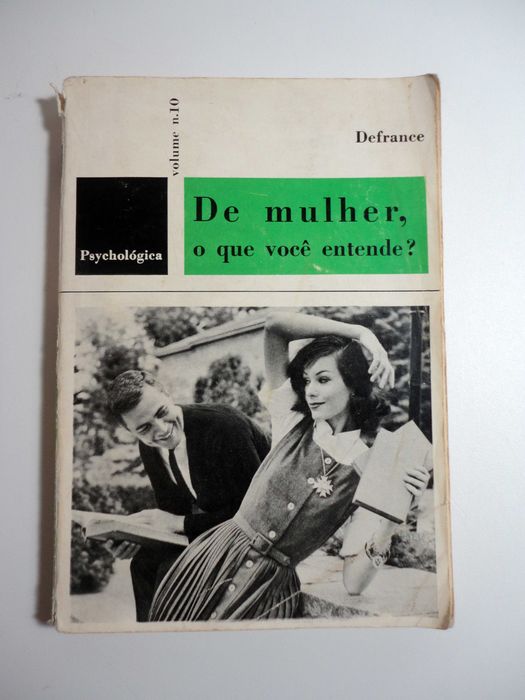 volume n.10
Defrance
Psychológica
De mulher,
o que você entende?